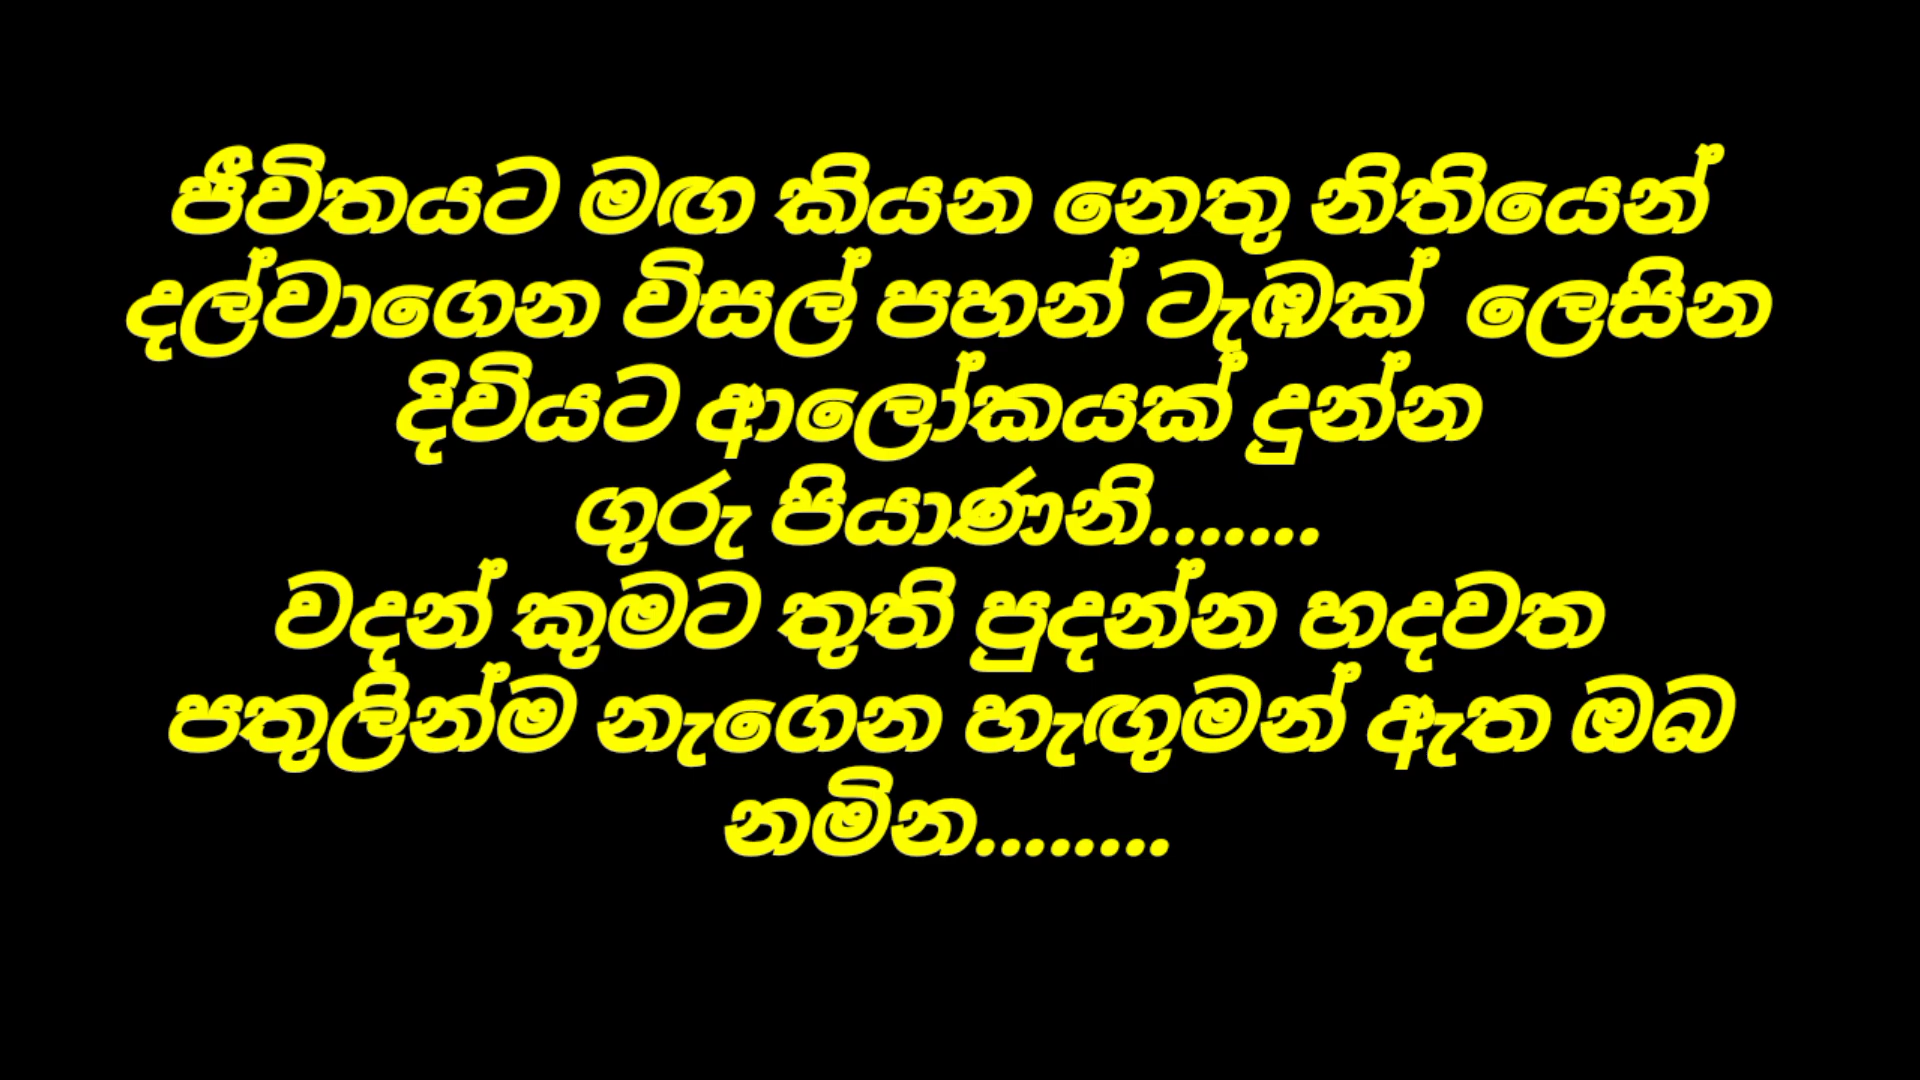 ජීවිතයට මඟ කියන නෙතු නිතියෙන්
දල්වාගෙන විසල් පහන් ටැඹක් ලෙසින
දිවියට ආලෝකයක් දුන්න
ගුරු පියාණනි.......
වදන් කුමට තුති පුදන්න හදවත
පතුලින්ම නැගෙන හැඟුමන් ඇත ඔබ
නමින........